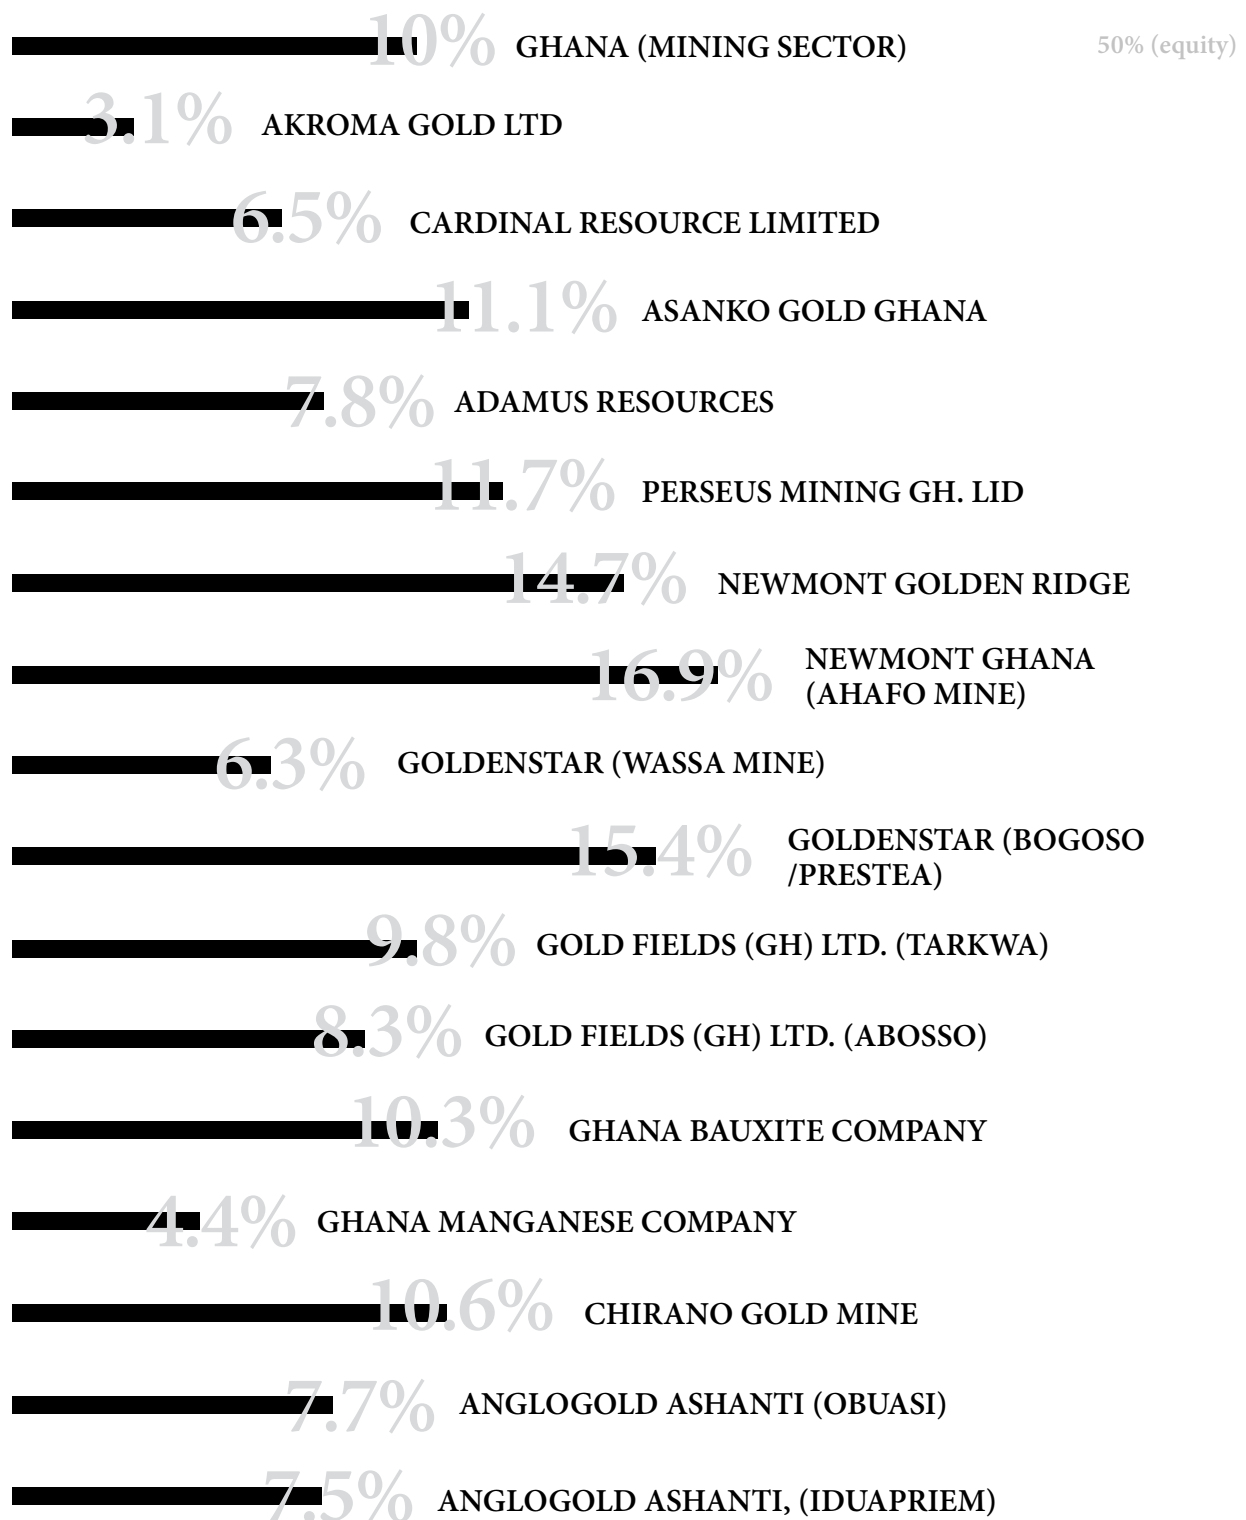 10% GHANA (MINING SECTOR) 50% (equity)
3.1% AKROMA GOLD LTD
6.5% CARDINAL RESOURCE LIMITED
11.1% ASANKO GOLD GHANA
7.8% ADAMUS RESOURCES
11.7% PERSEUS MINING GH. LID
14.7% NEWMONT GOLDEN RIDGE
16.9% NEWMONT GHANA
(AHAFO MINE)
6.3% GOLDENSTAR (WASSA MINE)
15.4% GOLDENSTAR (BOGOSO
/PRESTEA)
9.8% GOLD FIELDS (GH) LTD. (TARKWA)
8.3% GOLD FIELDS (GH) LTD. (ABOSSO)
10.3% GHANA BAUXITE COMPANY
4.4% GHANA MANGANESE COMPANY
10.6% CHIRANO GOLD MINE
7.7% ANGLOGOLD ASHANTI (OBUASI)
7.5% ANGLOGOLD ASHANTI, (IDUAPRIEM)